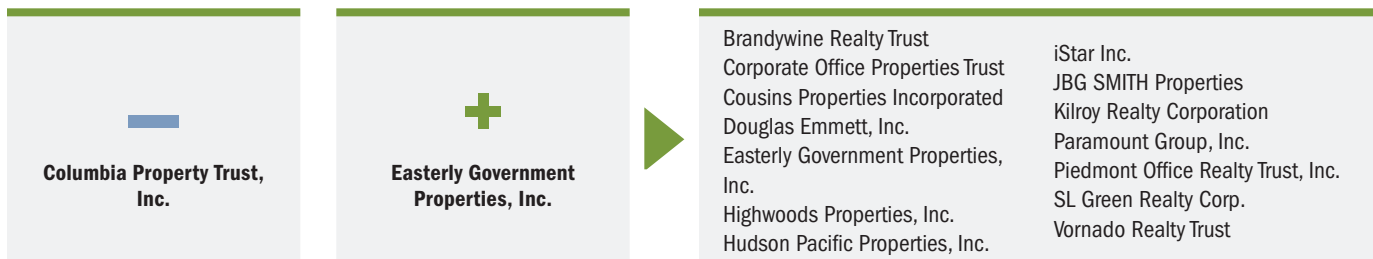 Columbia Property Trust,
Inc.
Easterly Government
Properties, Inc.
Brandywine Realty Trust
Corporate Office Properties Trust
Cousins Properties Incorporated
Douglas Emmett, Inc.
Easterly Government Properties,
Inc.
Highwoods Properties, Inc.
Hudson Pacific Properties, Inc.
iStar Inc.
JBG SMITH Properties
Kilroy Realty Corporation
Paramount Group, Inc.
Piedmont Office Realty Trust, Inc.
SL Green Realty Corp.
Vornado Realty Trust